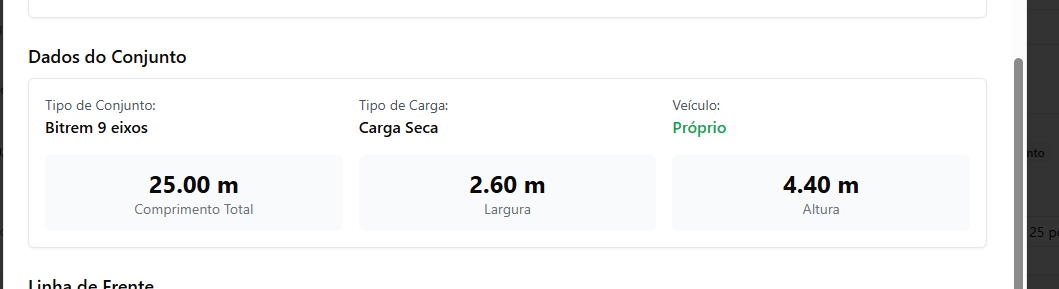 Dados do Conjunto
Tipo de Conjunto:
Bitrem 9 eixos
Tipo de Carga:
Carga Seca
Veículo:
Próprio
25.00 m
Comprimento Total
2.60 m
Largura
4.40 m
Altura
Linha de Frente
nto
25 p